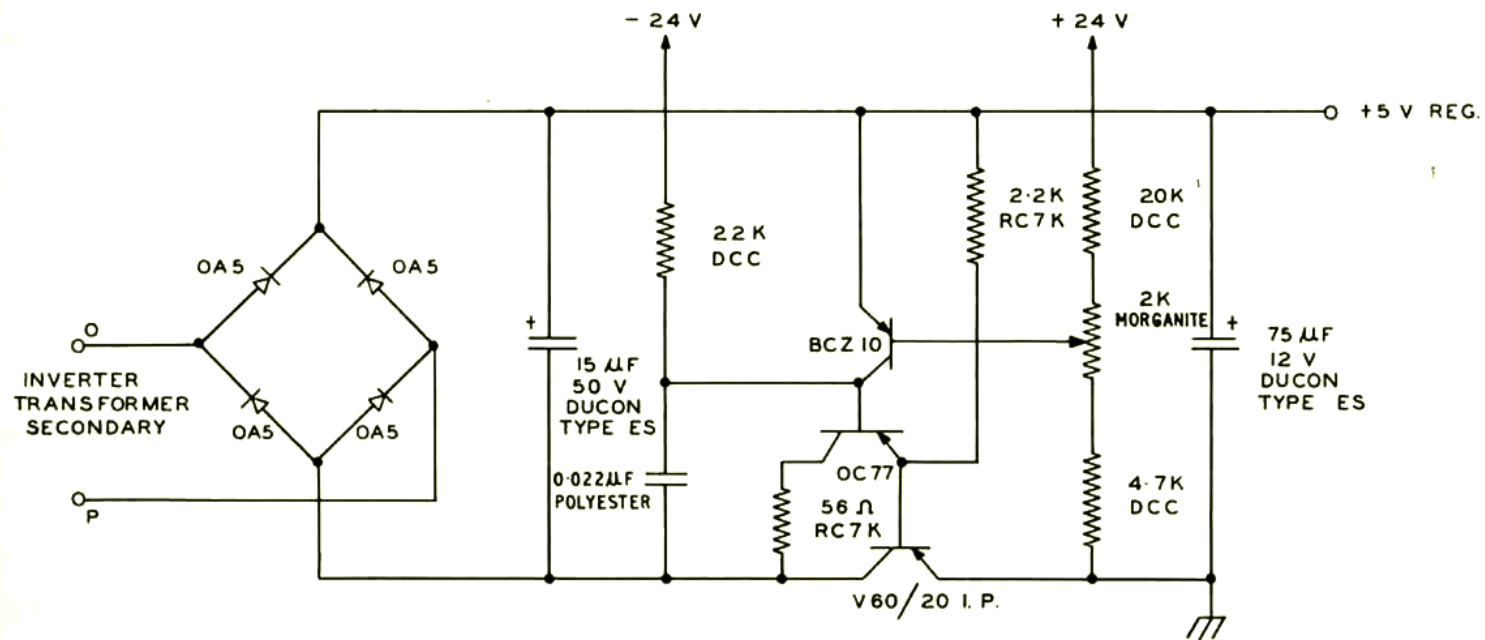 - 24 V
+ 24 V
+5 V REG.
2·2K
RC7K
20K
DCC
22K
DCC
OA5
OA5
2K
MORGANITE
+
+
BCZ 10
O
15 µF
50 V
DUCON
TYPE ES
75 µF
12 V
DUCON
TYPE ES
INVERTER
TRANSFORMER
SECONDARY
OA5
OA5
OC77
0·022µF
POLYESTER
4·7K
DCC
56 Ω
RC7K
P
V60/20 I.P.